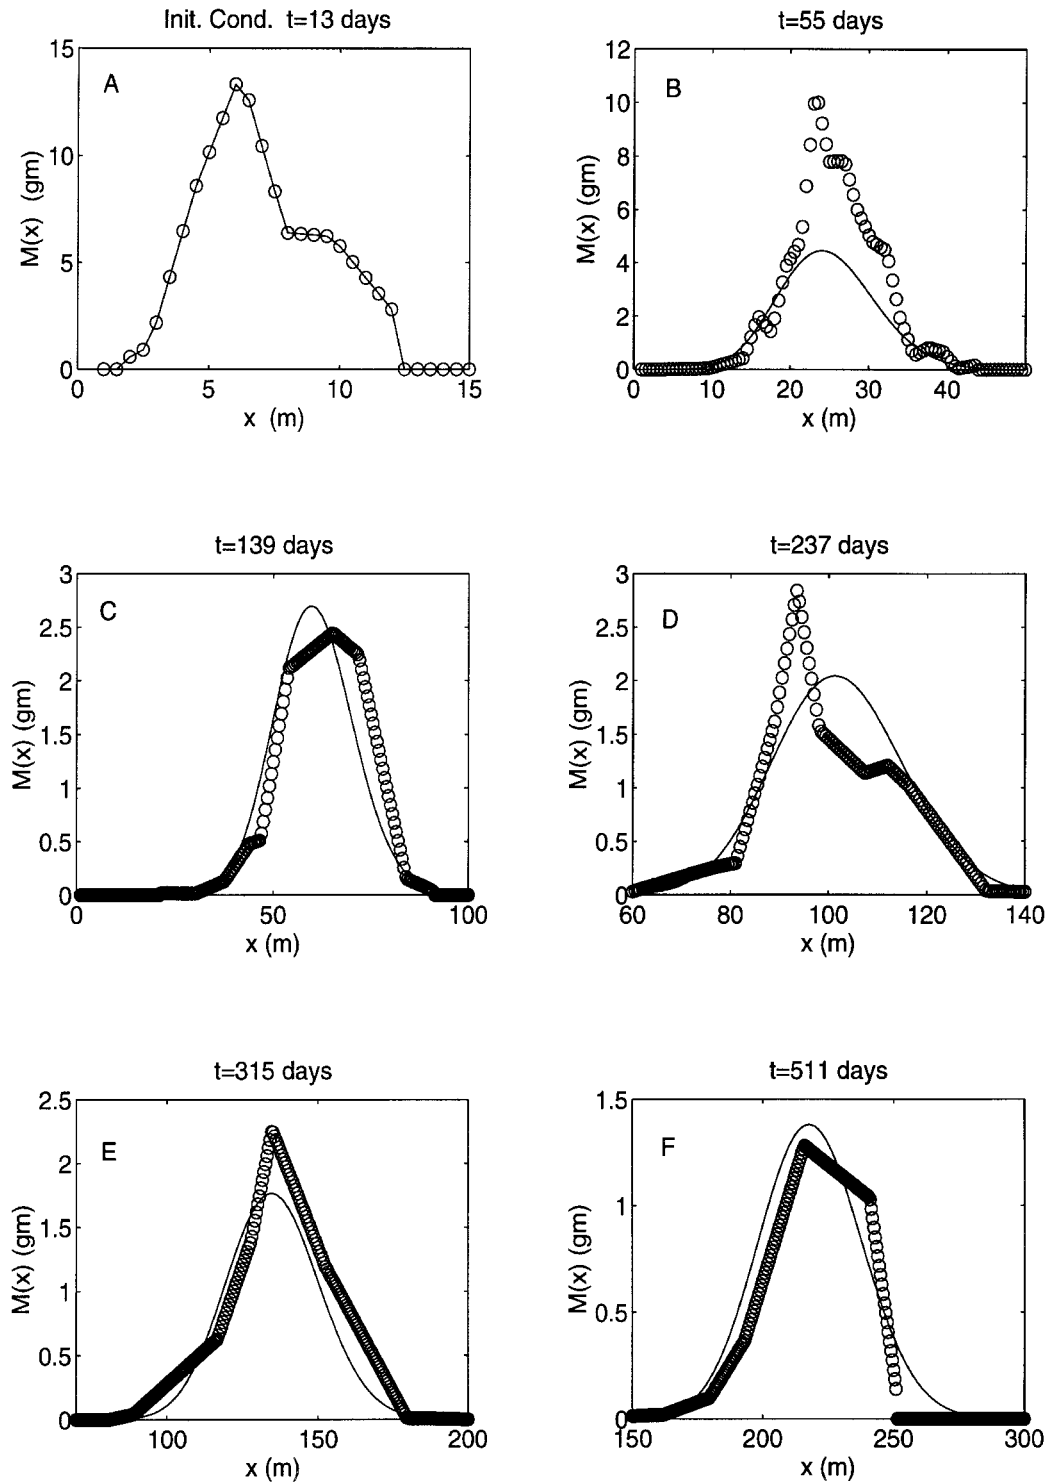 Init. Cond. t=13 days
A
15
10
5
0
M(x) (gm)
0 5 10 15
x (m)
t=55 days
B
12
10
8
6
4
2
0
M(x) (gm)
0 10 20 30 40
x (m)
t=139 days
C
3
2.5
2
1.5
1
0.5
0
M(x) (gm)
0 50 100
x (m)
t=237 days
D
3
2.5
2
1.5
1
0.5
0
M(x) (gm)
60 80 100 120 140
x (m)
t=315 days
E
2.5
2
1.5
1
0.5
0
M(x) (gm)
100 150 200
x (m)
t=511 days
F
1.5
1
0.5
0
M(x) (gm)
150 200 250 300
x (m)